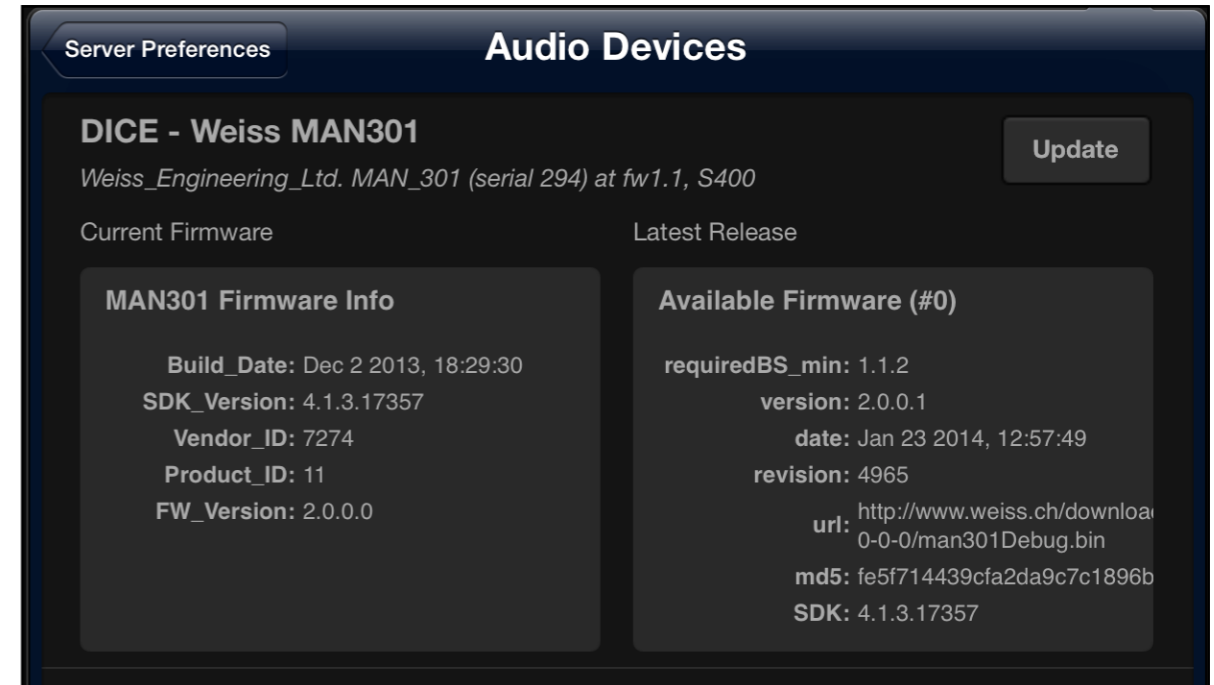 Server Preferences
Audio Devices
DICE - Weiss MAN301
Update
Weiss_Engineering_Ltd. MAN_301 (serial 294) at fw1.1, S400
Current Firmware
MAN301 Firmware Info
Build_Date: Dec 2 2013, 18:29:30
SDK_Version: 4.1.3.17357
Vendor_ID: 7274
Product_ID: 11
FW_Version: 2.0.0.0
Latest Release
Available Firmware (#0)
requiredBS_min: 1.1.2
version: 2.0.0.1
date: Jan 23 2014, 12:57:49
revision: 4965
url: http://www.weiss.ch/downloa
0-0-0/man301Debug.bin
md5: fe5f714439cfa2da9c7c1896b
SDK: 4.1.3.17357